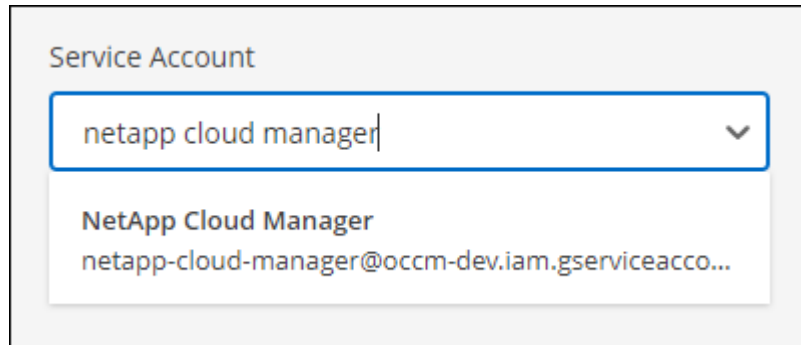 Service Account
netapp cloud manager
NetApp Cloud Manager
netapp-cloud-manager@occm-dev.iam.gserviceacco...